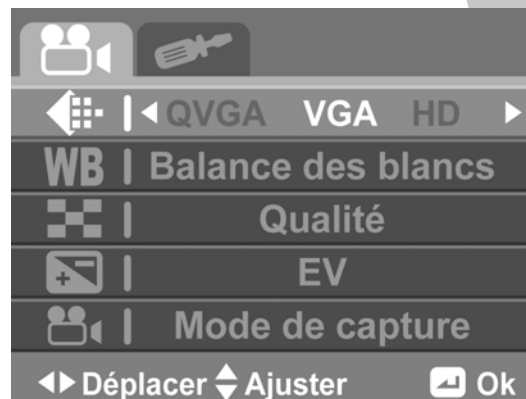 QVGA VGA HD
WB Balance des blancs
Qualité
EV
Mode de capture
Déplacer Ajuster Ok